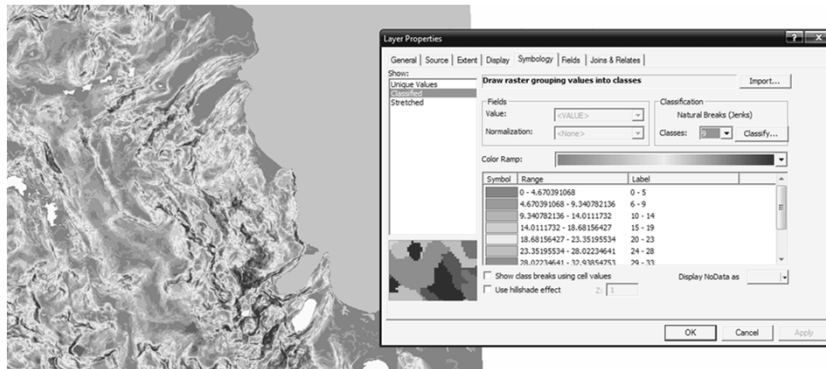 Layer Properties
General Source Extent Display Symbology Fields Joins & Relates
Show:
Unique Values
Classified
Stretched
Draw raster grouping values into classes
Import...
Fields
Value: <VALUE>
Normalization: <None>
Classification
Natural Breaks (Jenks)
Classes: 9 Classify...
Color Ramp:
Symbol Range Label
0 - 4.670391068 0 - 5
4.670391068 - 9.340782136 6 - 9
9.340782136 - 14.0111732 10 - 14
14.0111732 - 18.68156427 15 - 19
18.68156427 - 23.35195534 20 - 23
23.35195534 - 28.02234641 24 - 28
28.02234641 - 32.93854753 29 - 33
Show class breaks using cell values
Display NoData as
Use hillshade effect Z: 1
OK Cancel Apply